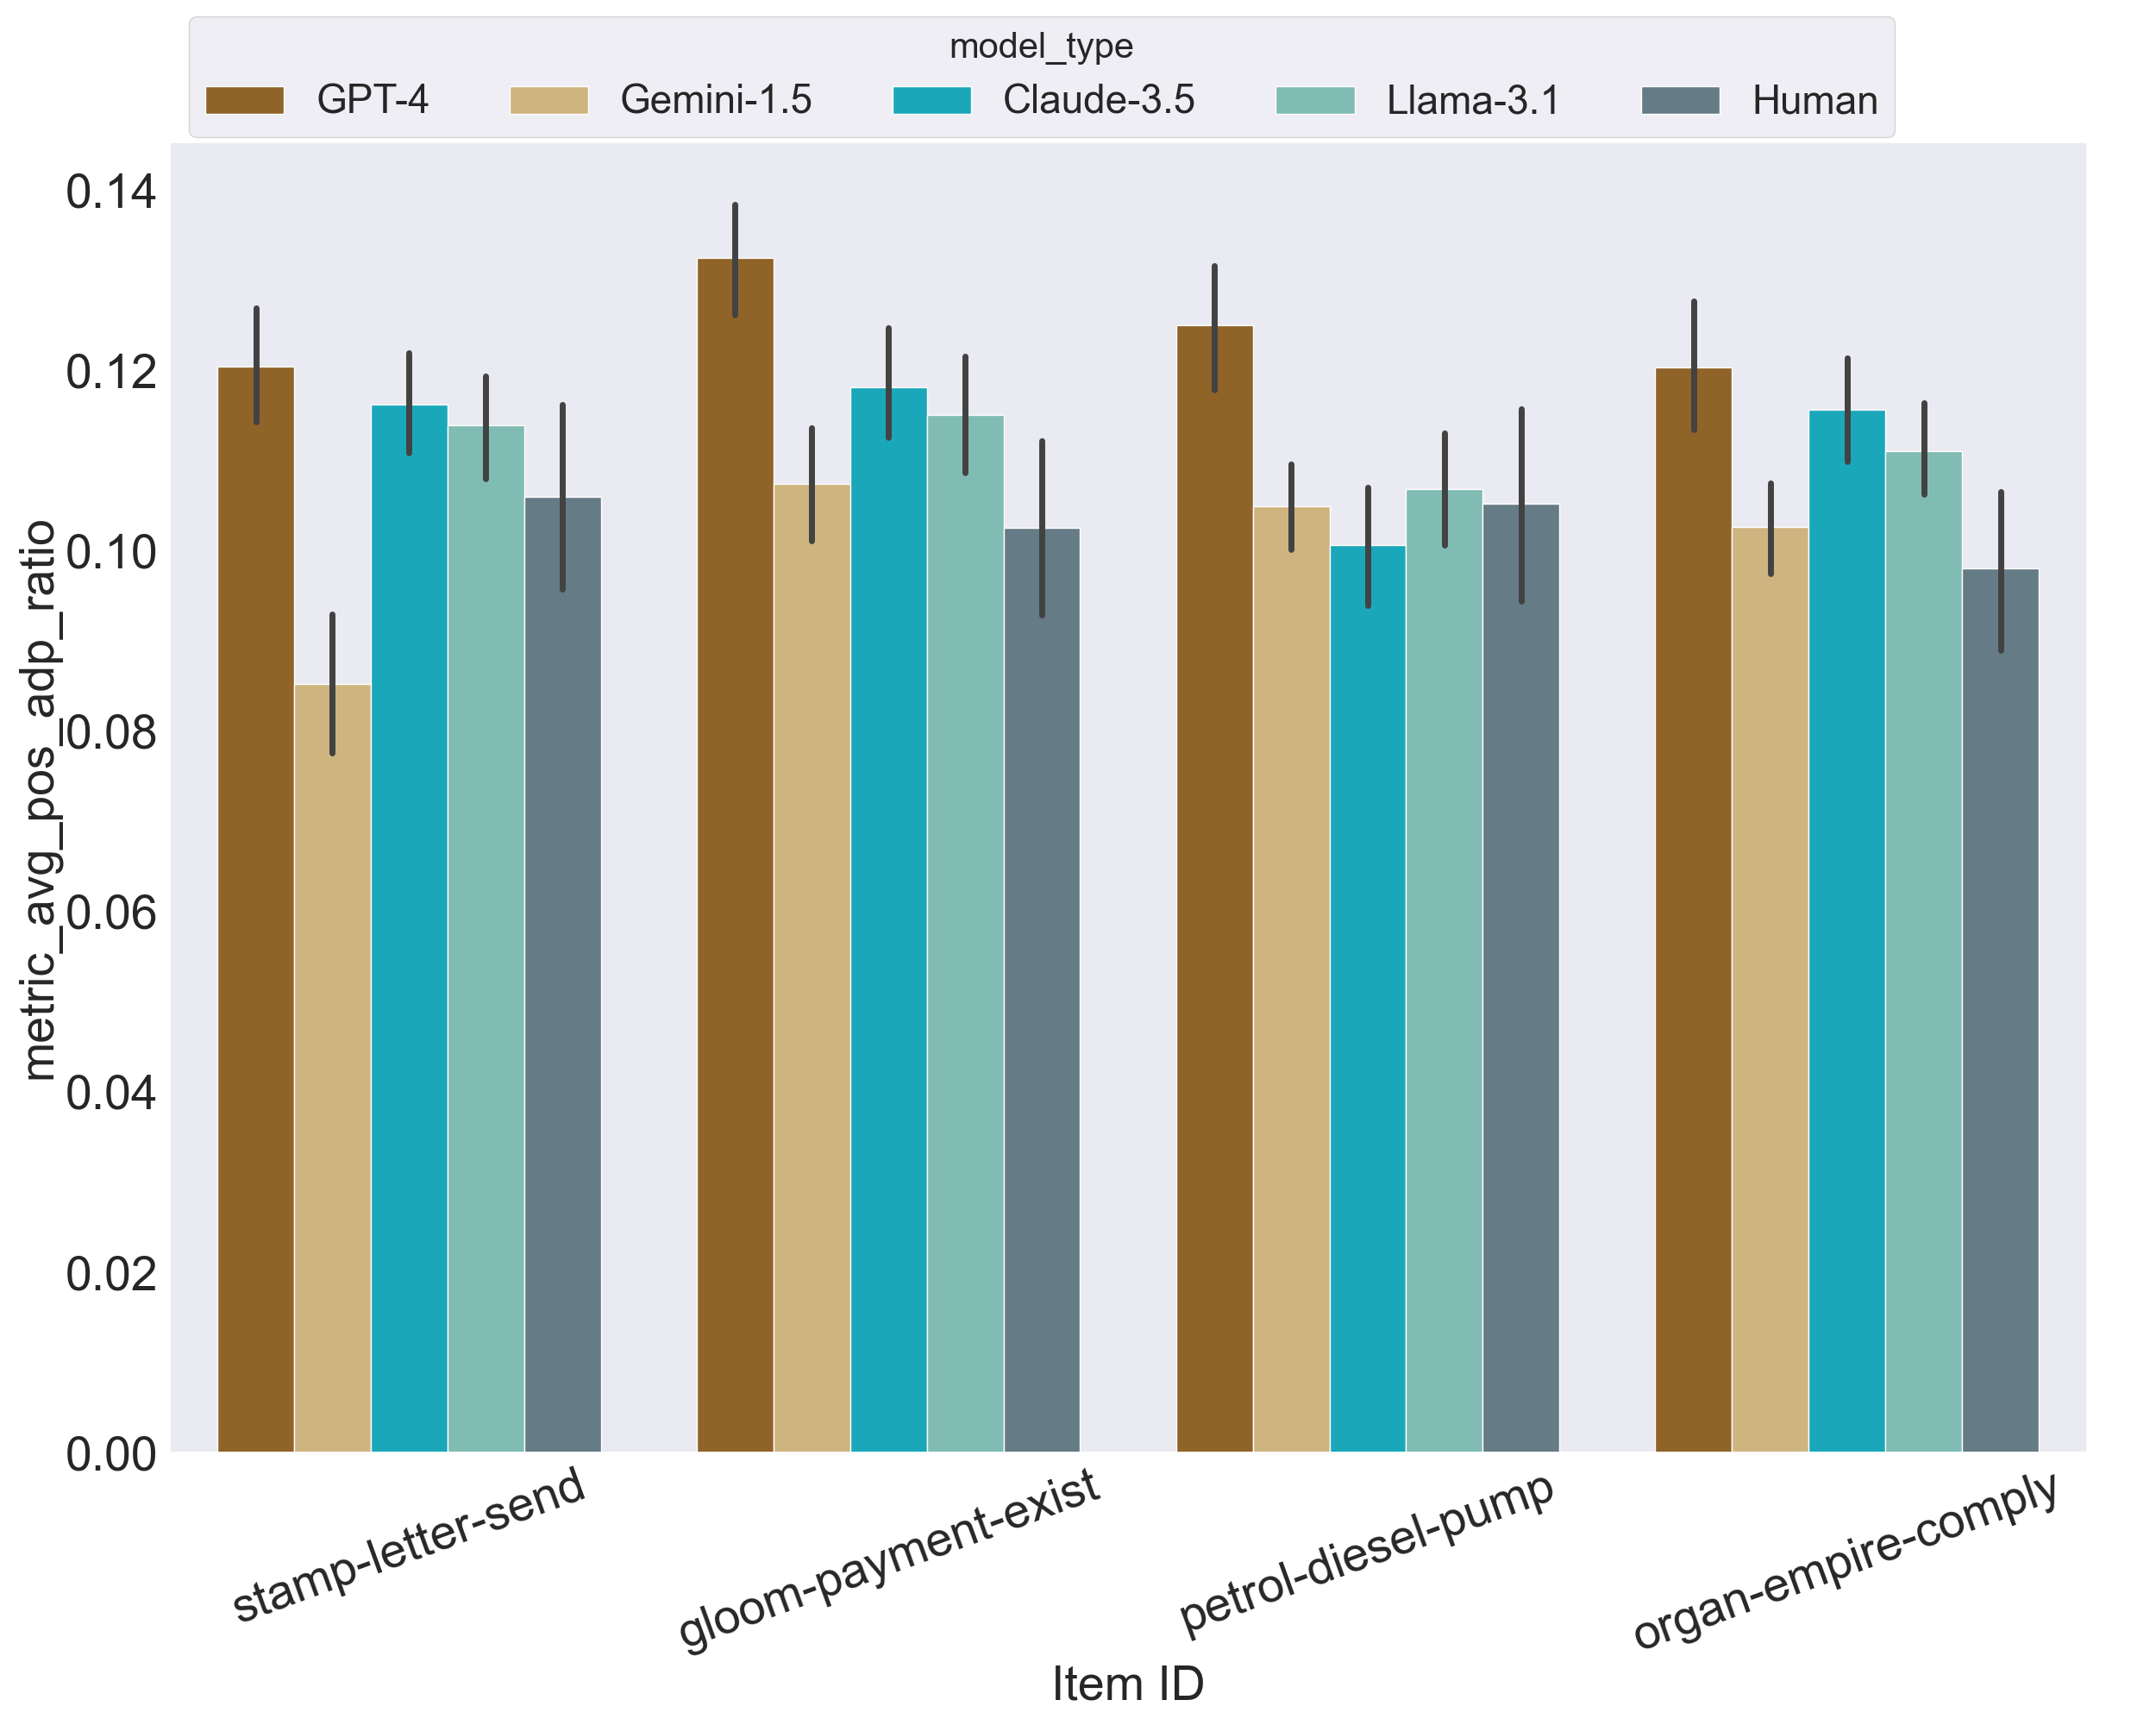 model_type
GPT-4 Gemini-1.5 Claude-3.5 Llama-3.1 Human
metric_avg_pos_adp_ratio
0.14
0.12
0.10
0.08
0.06
0.04
0.02
0.00
stamp-letter-send
gloom-payment-exist
petrol-diesel-pump
organ-empire-comply
Item ID